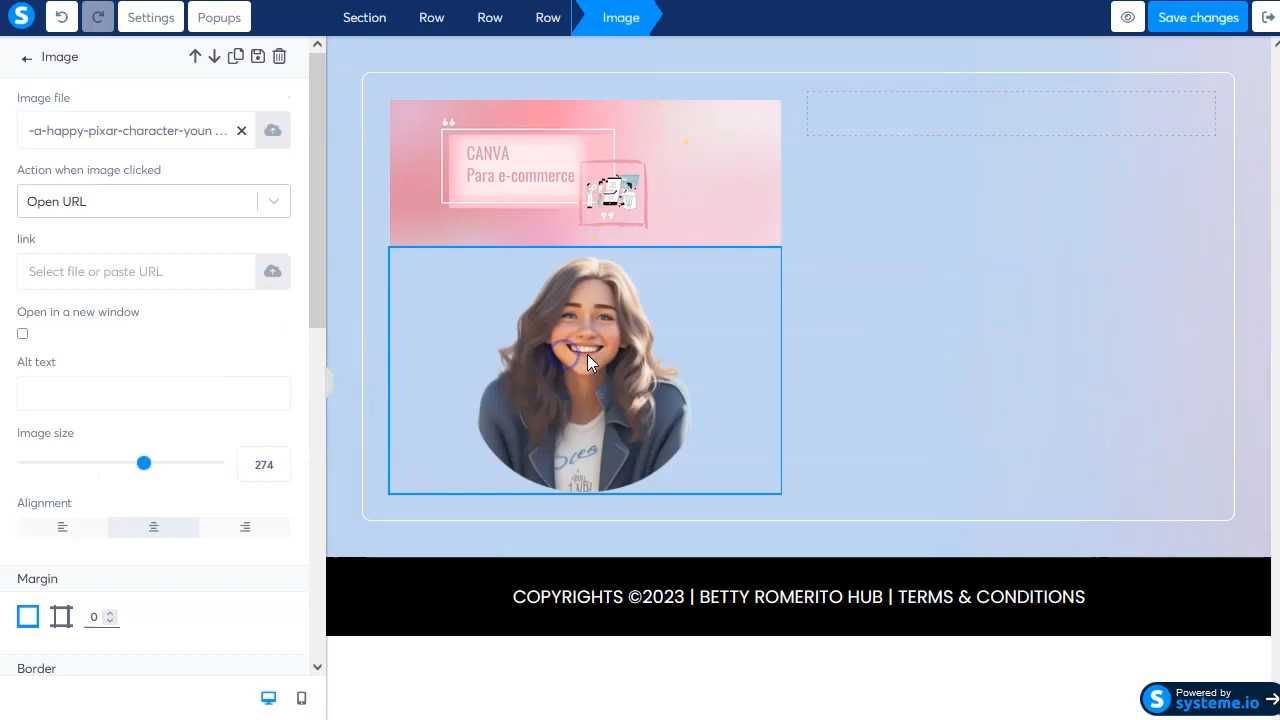 S
Settings
Popups
Section
Row
Row
Row
Image
Save changes
Image
Image file
-a-happy-pixar-character-youn ...
Action when image clicked
Open URL
link
Select file or paste URL
Open in a new window
Alt text
Image size
274
Alignment
Margin
0
Border
CANVA
Para e-commerce
COPYRIGHTS ©2023 | BETTY ROMERITO HUB | TERMS & CONDITIONS
S
Powered by
systeme.io